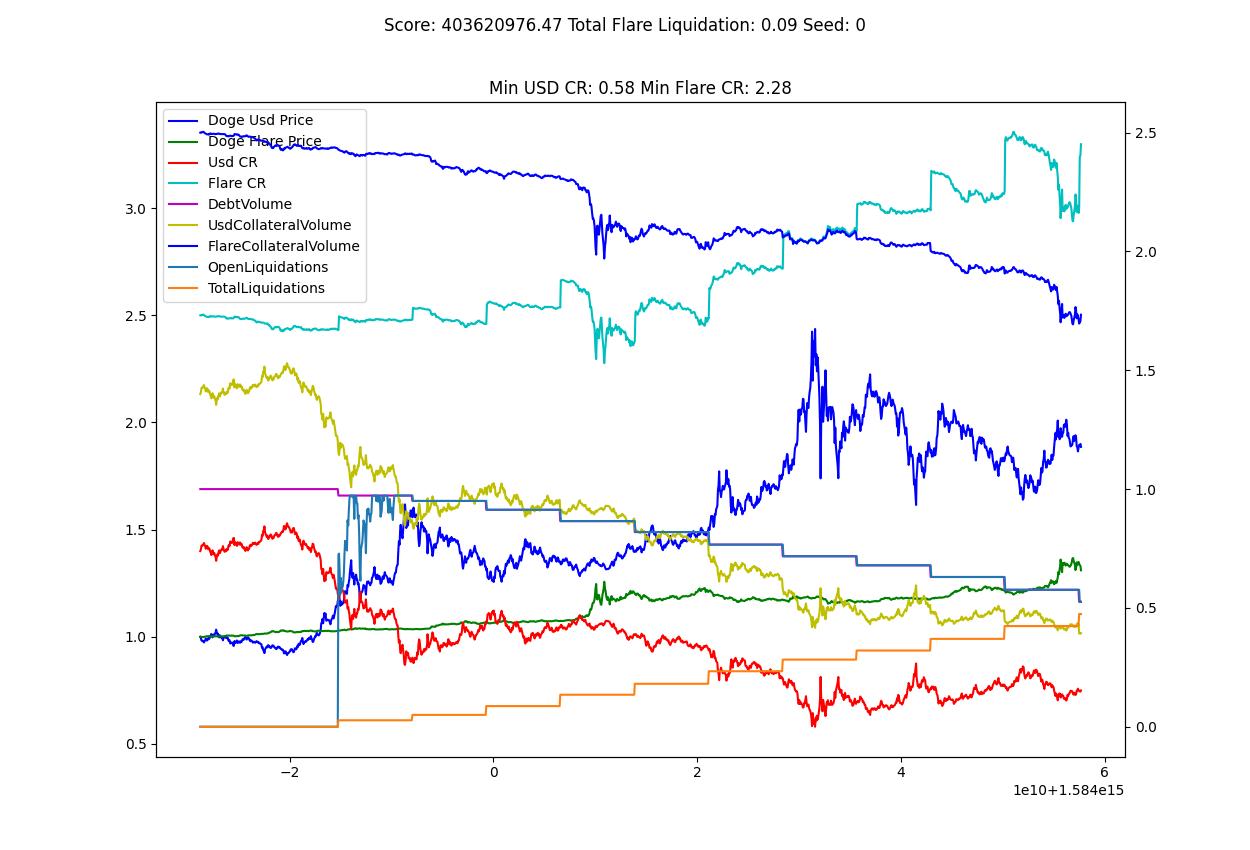 Score: 403620976.47 Total Flare Liquidation: 0.09 Seed: 0
Min USD CR: 0.58 Min Flare CR: 2.28
Doge Usd Price
Doge Flare Price
Usd CR
Flare CR
DebtVolume
UsdCollateralVolume
FlareCollateralVolume
OpenLiquidations
TotalLiquidations
3.0
2.5
2.0
1.5
1.0
0.5
2.5
2.0
1.5
1.0
0.5
0.0
−2 0 2 4 6
1e10+1.584e15